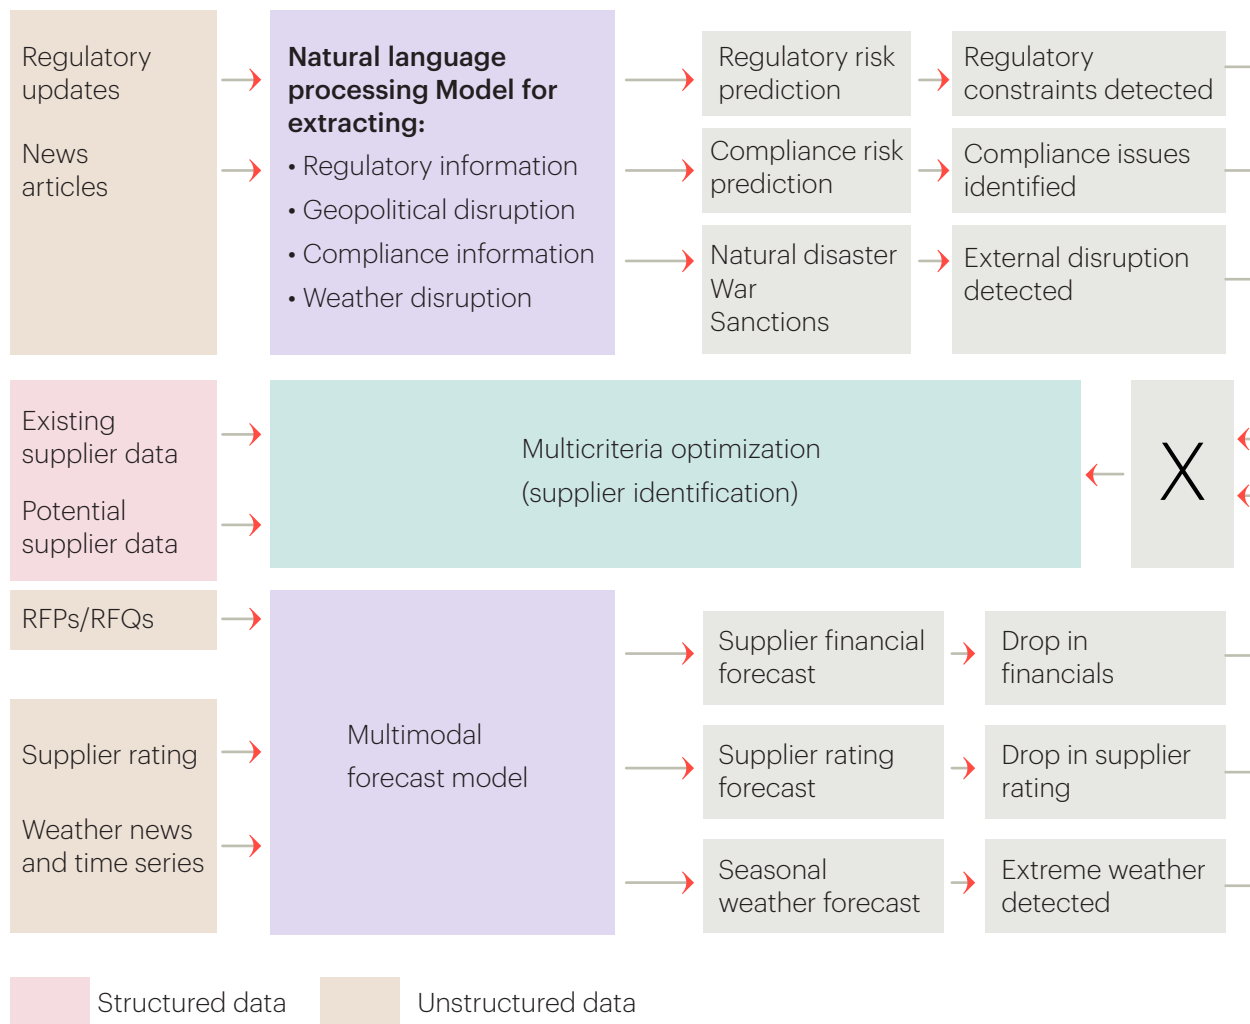 Regulatory
updates
News
articles
Natural language
processing Model for
extracting:
• Regulatory information
• Geopolitical disruption
• Compliance information
• Weather disruption
Regulatory risk
prediction
Regulatory
constraints detected
Compliance risk
prediction
Compliance issues
identified
Natural disaster
War
Sanctions
External disruption
detected
Existing
supplier data
Potential
supplier data
Multicriteria optimization
(supplier identification)
X
RFPs/RFQs
Supplier rating
Weather news
and time series
Multimodal
forecast model
Supplier financial
forecast
Drop in
financials
Supplier rating
forecast
Drop in supplier
rating
Seasonal
weather forecast
Extreme weather
detected
Structured data
Unstructured data